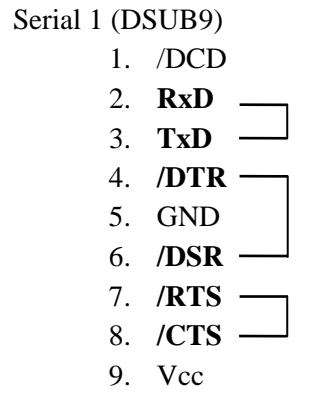 Serial 1 (DSUB9)
1. /DCD
2. RxD
3. TxD
4. /DTR
5. GND
6. /DSR
7. /RTS
8. /CTS
9. Vcc